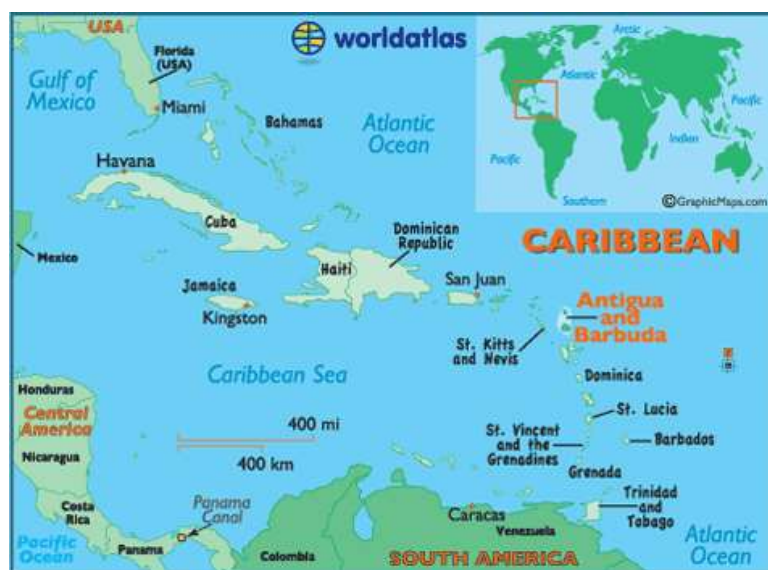 USA
worldatlas
Arctic
Florida
(USA)
Gulf of
Mexico
Atlantic
Pacific
Miami
Bahamas
Atlantic
Ocean
Indian
Pacific
Havana
Southern
©GraphicMaps.com
Cuba
Dominican
Republic
CARIBBEAN
Mexico
Haiti
Jamaica
San Juan
Kingston
Antigua
and
Barbuda
St. Kitts
and Nevis
Caribbean Sea
Dominica
Honduras
Central
America
400 mi
St. Lucia
St. Vincent
and the
Grenadines
Barbados
Nicaragua
400 km
Grenada
Panama
Canal
Trinidad
and
Tobago
Costa
Rica
Caracas
Venezuela
Atlantic
Ocean
Pacific
Ocean
Panama
Colombia
SOUTH AMERICA